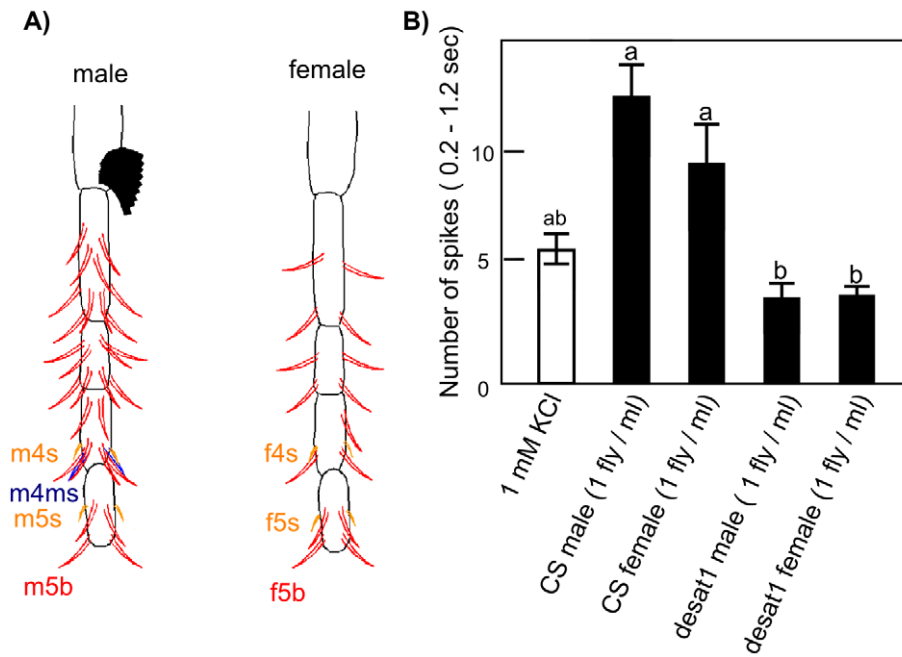 A)
male
female
m4s
m4ms
m5s
m5b
f4s
f5s
f5b
B)
Number of spikes ( 0.2 - 1.2 sec)
10
5
0
ab
a
a
b
b
1 mM KCl
CS male (1 fly / ml)
CS female (1 fly / ml)
desat1 male ( 1 fly / ml)
desat1 female (1 fly / ml)